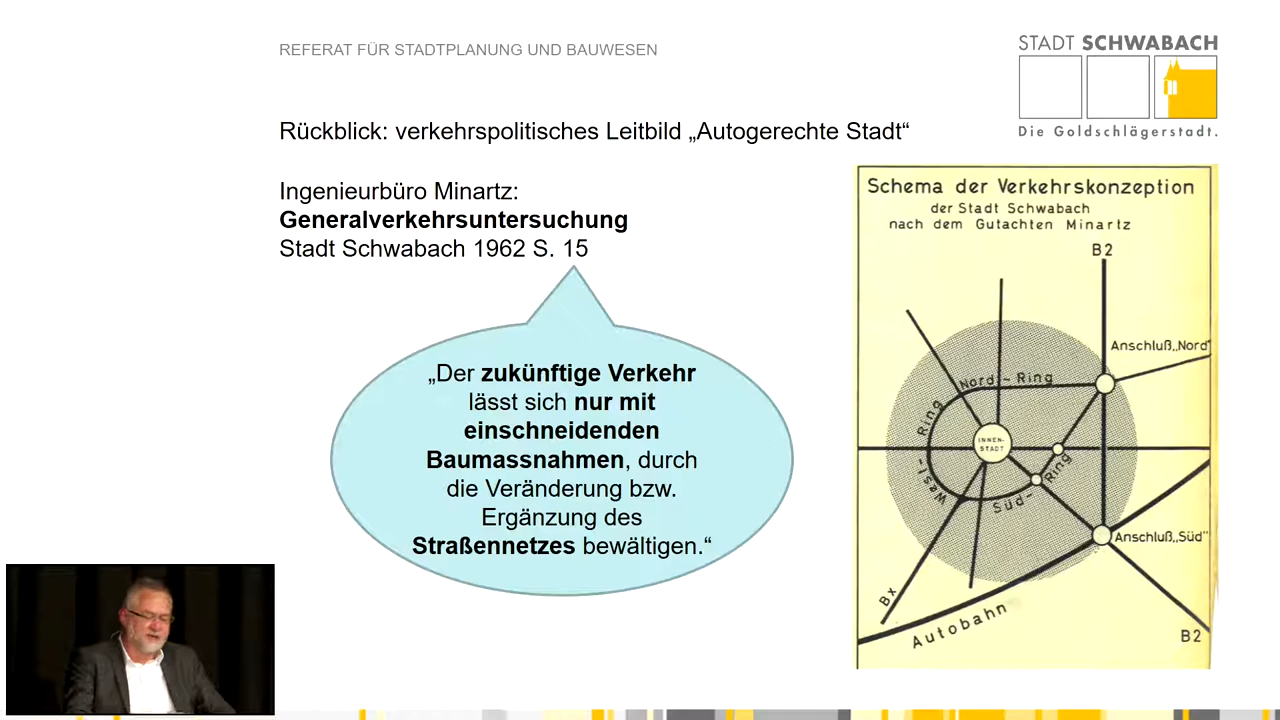 REFERAT FÜR STADTPLANUNG UND BAUWESEN
STADT SCHWABACH
Die Goldschlägerstadt.
Rückblick: verkehrspolitisches Leitbild „Autogerechte Stadt“
Ingenieurbüro Minartz:
Generalverkehrsuntersuchung
Stadt Schwabach 1962 S. 15
„Der zukünftige Verkehr
lässt sich nur mit
einschneidenden
Baumassnahmen, durch
die Veränderung bzw.
Ergänzung des
Straßennetzes bewältigen.“
Schema der Verkehrskonzeption
der Stadt Schwabach
nach dem Gutachten Minartz
B2
Anschluß„Nord"
Nord-Ring
West-Ring
INNEN-
STADT
Süd-Ring
Anschluß„Süd"
Bx
Autobahn
B2